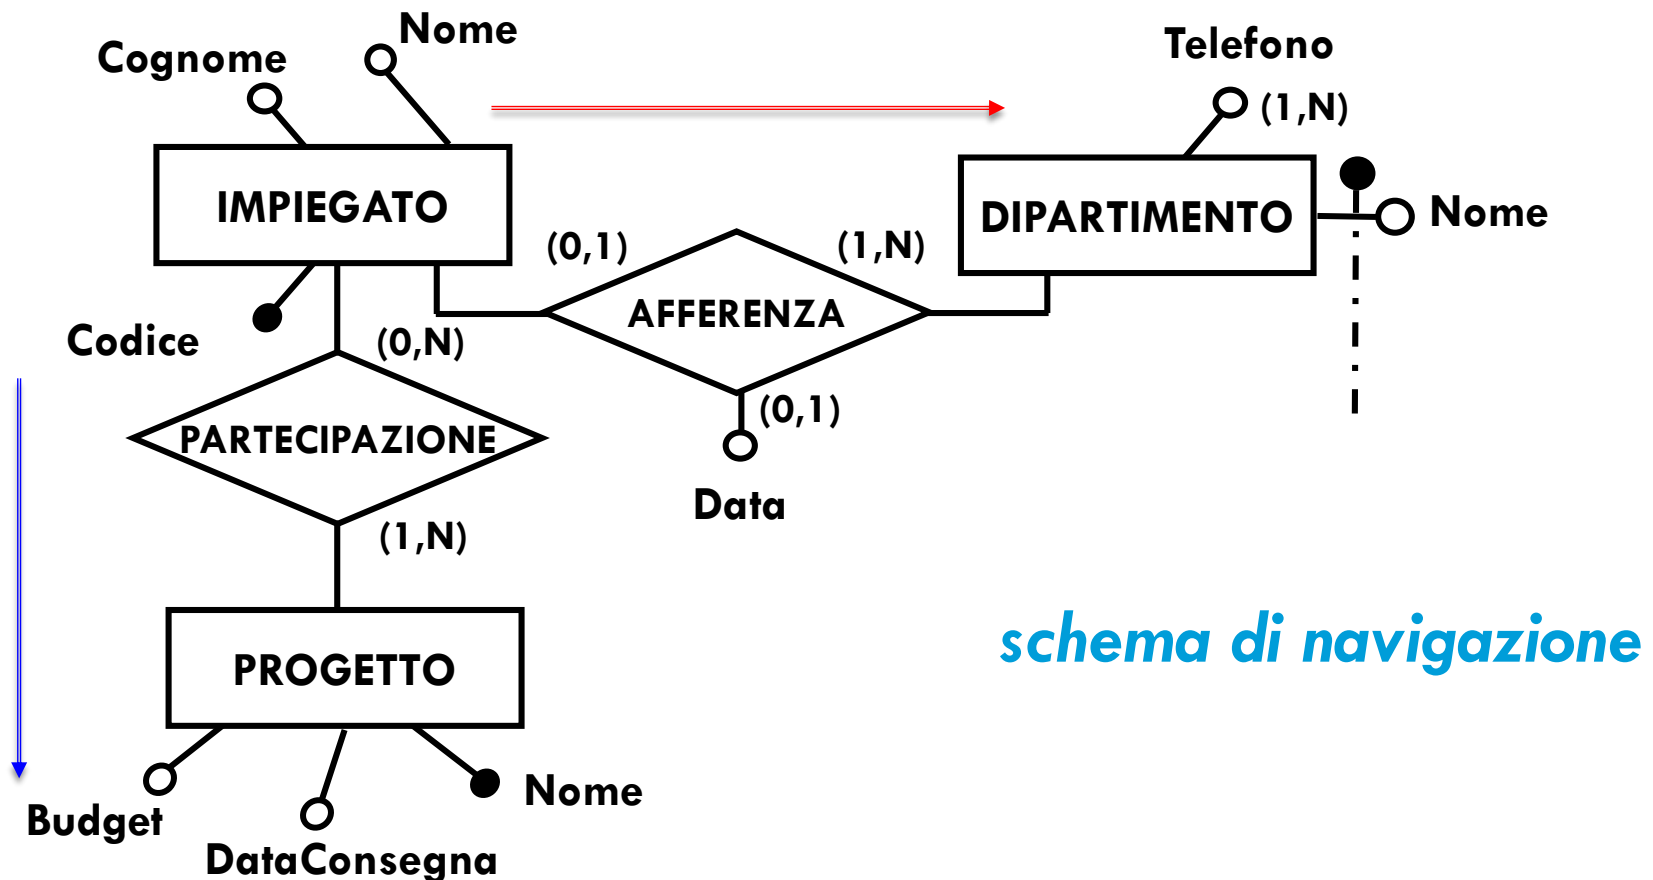 Nome
Cognome
Telefono
(1,N)
IMPIEGATO
DIPARTIMENTO
Nome
(0,1)
(1,N)
AFFERENZA
Codice
(0,N)
(0,1)
PARTECIPAZIONE
Data
(1,N)
schema di navigazione
PROGETTO
Nome
Budget
DataConsegna